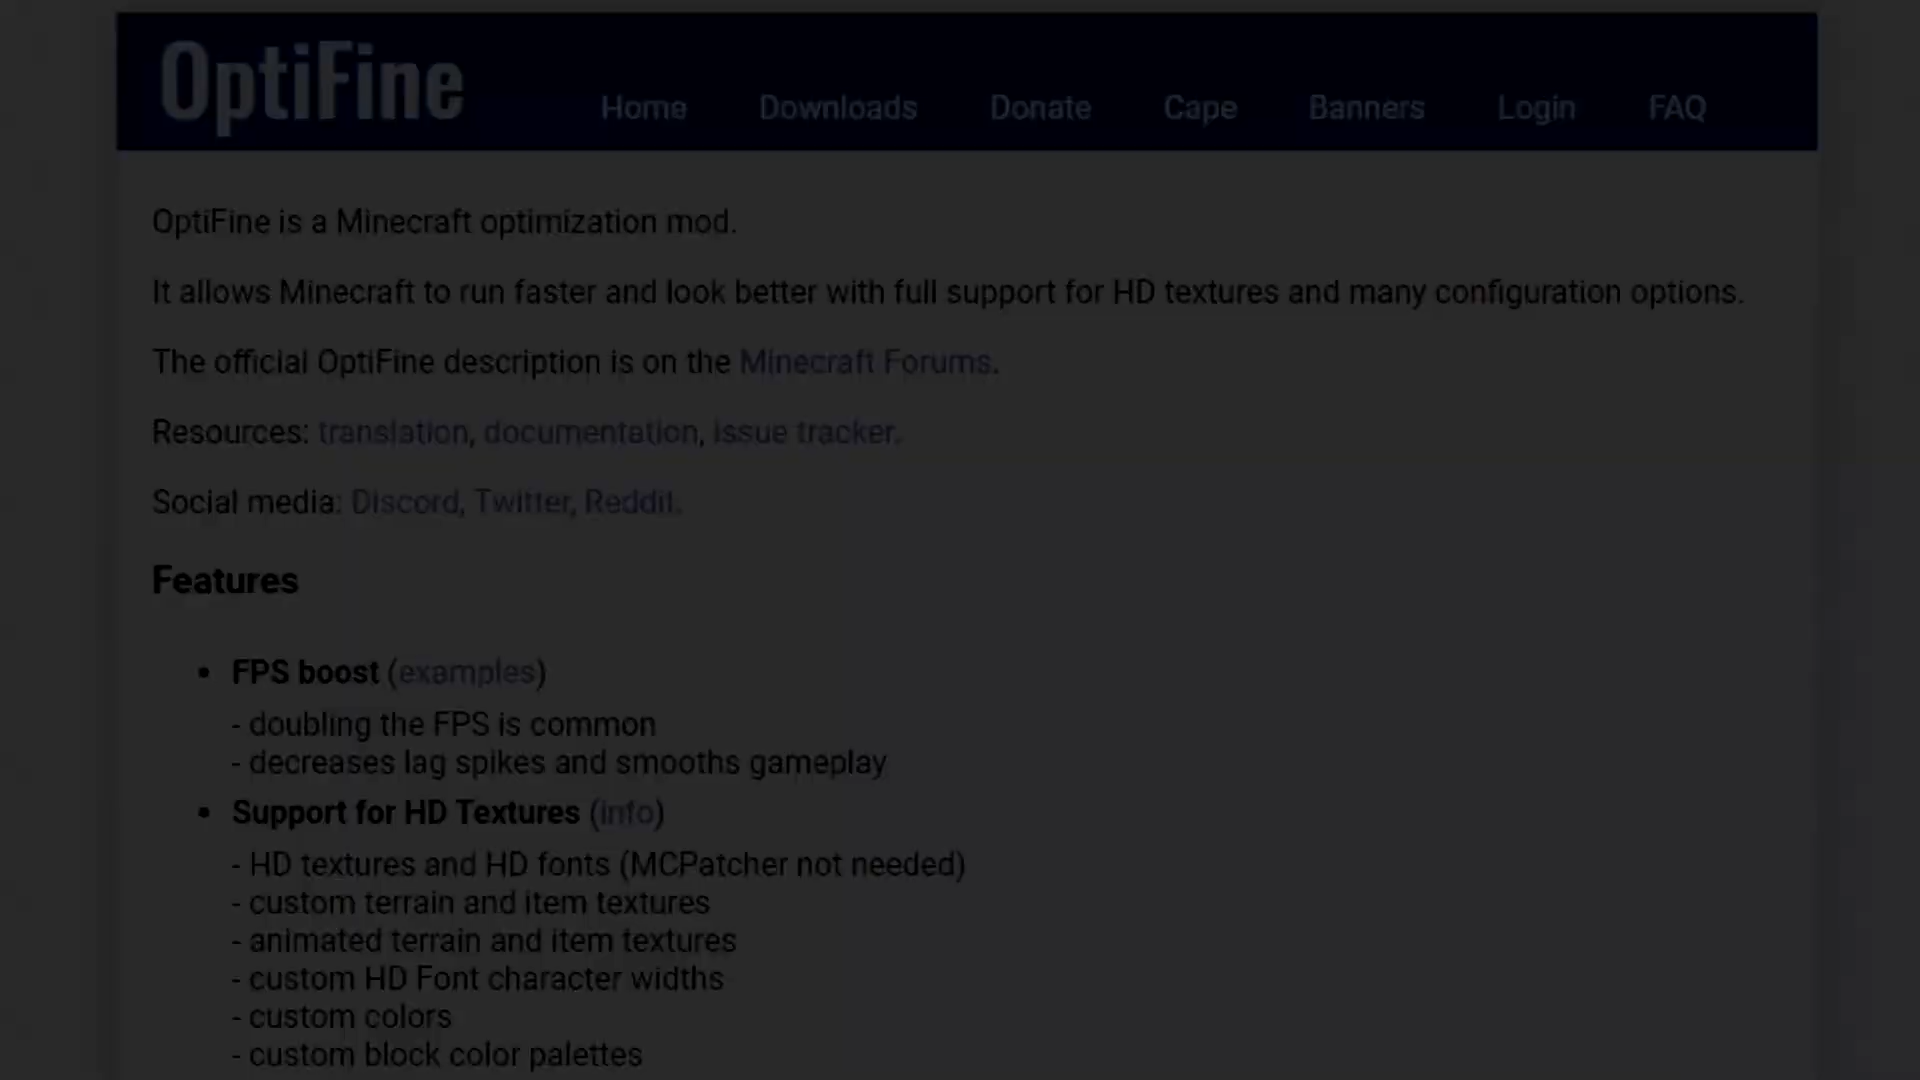 OptiFine
Home Downloads Donate Cape Banners Login FAQ
OptiFine is a Minecraft optimization mod.
It allows Minecraft to run faster and look better with full support for HD textures and many configuration options.
The official OptiFine description is on the Minecraft Forums.
Resources: translation, documentation, issue tracker.
Social media: Discord, Twitter, Reddit.
Features
• FPS boost (examples)
- doubling the FPS is common
- decreases lag spikes and smooths gameplay
• Support for HD Textures (info)
- HD textures and HD fonts (MCPatcher not needed)
- custom terrain and item textures
- animated terrain and item textures
- custom HD Font character widths
- custom colors
- custom block color palettes